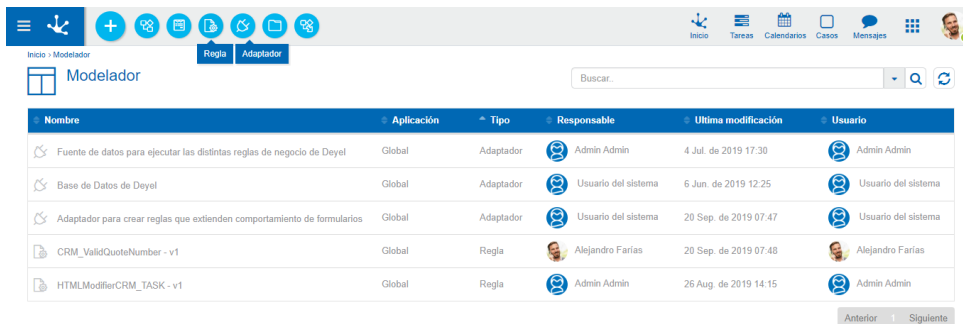 Inicio Tareas Calendarios Casos Mensajes
Regla Adaptador
Inicio > Modelador
Modelador
Buscar..
Nombre Aplicación Tipo Responsable Ultima modificación Usuario
Fuente de datos para ejecutar las distintas reglas de negocio de Deyel Global Adaptador Admin Admin 4 Jul. de 2019 17:30 Admin Admin
Base de Datos de Deyel Global Adaptador Usuario del sistema 6 Jun. de 2019 12:25 Usuario del sistema
Adaptador para crear reglas que extienden comportamiento de formularios Global Adaptador Usuario del sistema 20 Sep. de 2019 07:47 Usuario del sistema
CRM_ValidQuoteNumber - v1 Global Regla Alejandro Farías 20 Sep. de 2019 07:48 Alejandro Farías
HTMLModifierCRM_TASK - v1 Global Regla Admin Admin 26 Aug. de 2019 14:15 Admin Admin
Anterior 1 Siguiente